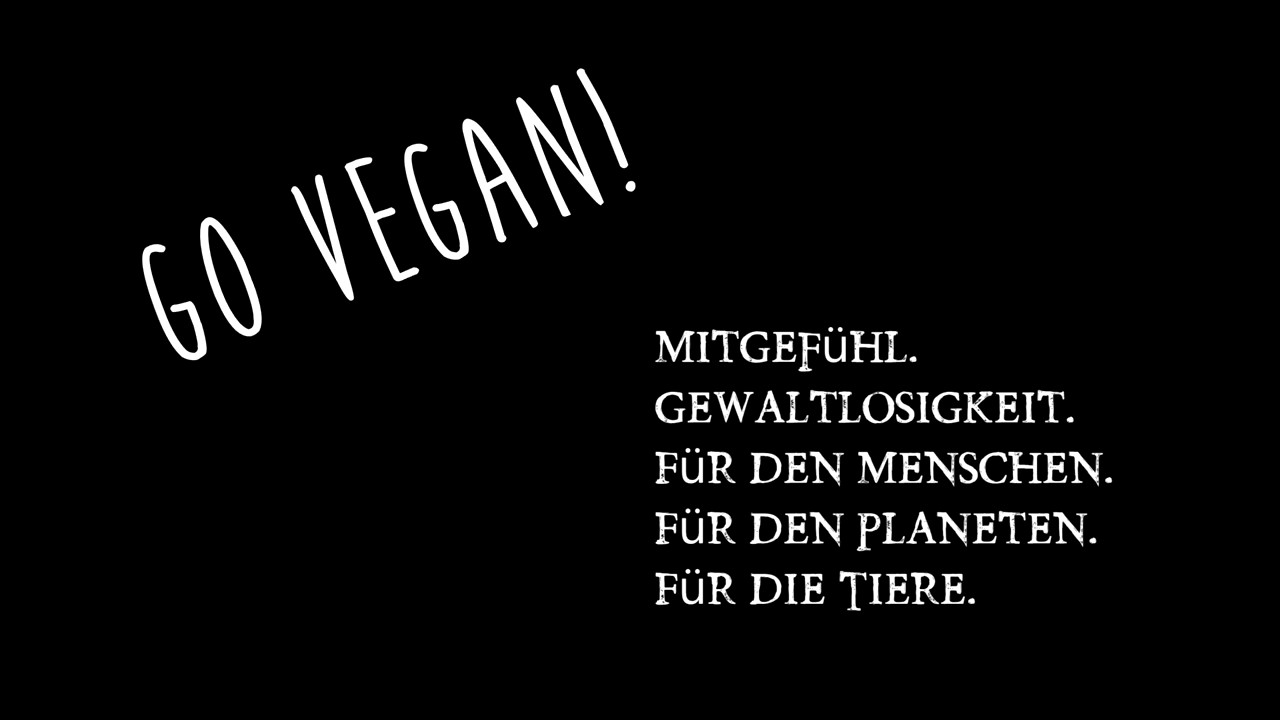 GO VEGAN!
MITGEFÜHL.
GEWALTLOSIGKEIT.
FÜR DEN MENSCHEN.
FÜR DEN PLANETEN.
FÜR DIE TIERE.